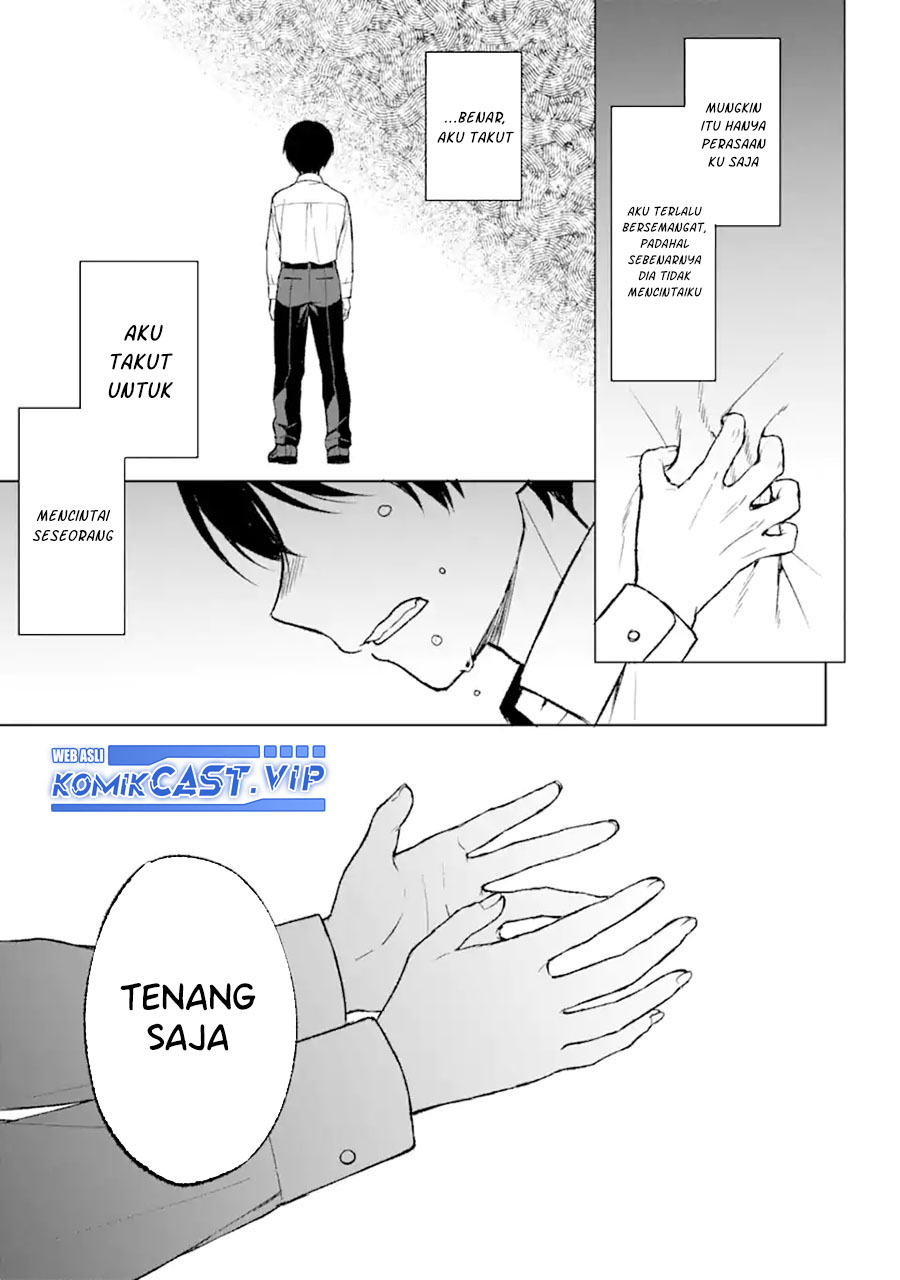 MUNGKIN
ITU HANYA
PERASAAN
KU SAJA
AKU TERLALU
BERSEMANGAT,
PADAHAL
SEBENARNYA
DIA TIDAK
MENCINTAIKU
...BENAR,
AKU TAKUT
AKU
TAKUT
UNTUK
MENCINTAI
SESEORANG
WEB ASLI
KOMIKCAST.VIP
TENANG
SAJA